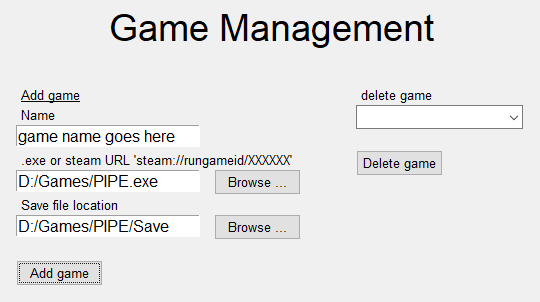 Game Management
Add game
Name
game name goes here
.exe or steam URL 'steam://rungameid/XXXXXX'
D:/Games/PIPE.exe
Browse ...
Save file location
D:/Games/PIPE/Save
Browse ...
Add game
delete game
Delete game